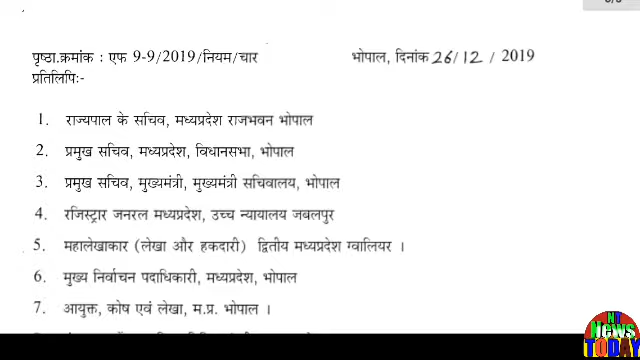 पृष्ठा.क्रमांक : एफ 9-9/2019/नियम/चार भोपाल, दिनांक 26/12 / 2019
प्रतिलिपिः-
1. राज्यपाल के सचिव, मध्यप्रदेश राजभवन भोपाल
2. प्रमुख सचिव, मध्यप्रदेश, विधानसभा, भोपाल
3. प्रमुख सचिव, मुख्यमंत्री, मुख्यमंत्री सचिवालय, भोपाल
4. रजिस्ट्रार जनरल मध्यप्रदेश, उच्च न्यायालय जबलपुर
5. महालेखाकार (लेखा और हकदारी) द्वितीय मध्यप्रदेश ग्वालियर ।
6. मुख्य निर्वाचन पदाधिकारी, मध्यप्रदेश, भोपाल
7. आयुक्त, कोष एवं लेखा, म.प्र. भोपाल ।
News
TODAY